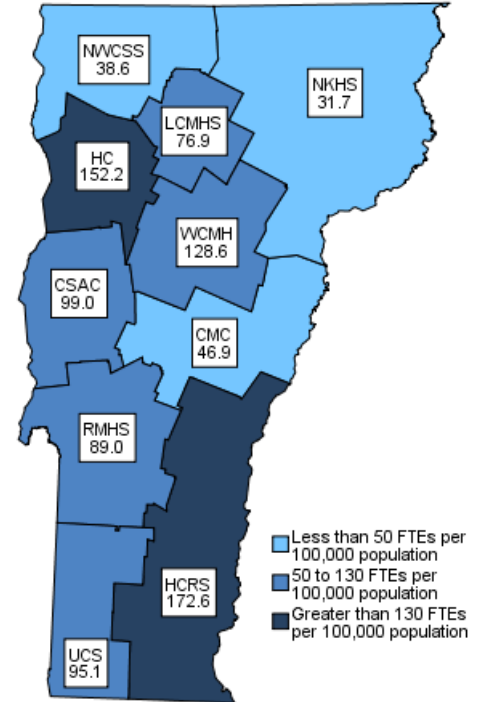 NWCSS
38.6
NKHS
31.7
LCMHS
76.9
HC
152.2
WCMH
128.6
CSAC
99.0
CMC
46.9
RMHS
89.0
HCRS
172.6
UCS
95.1
Less than 50 FTEs per
100,000 population
50 to 130 FTEs per
100,000 population
Greater than 130 FTEs
per 100,000 population